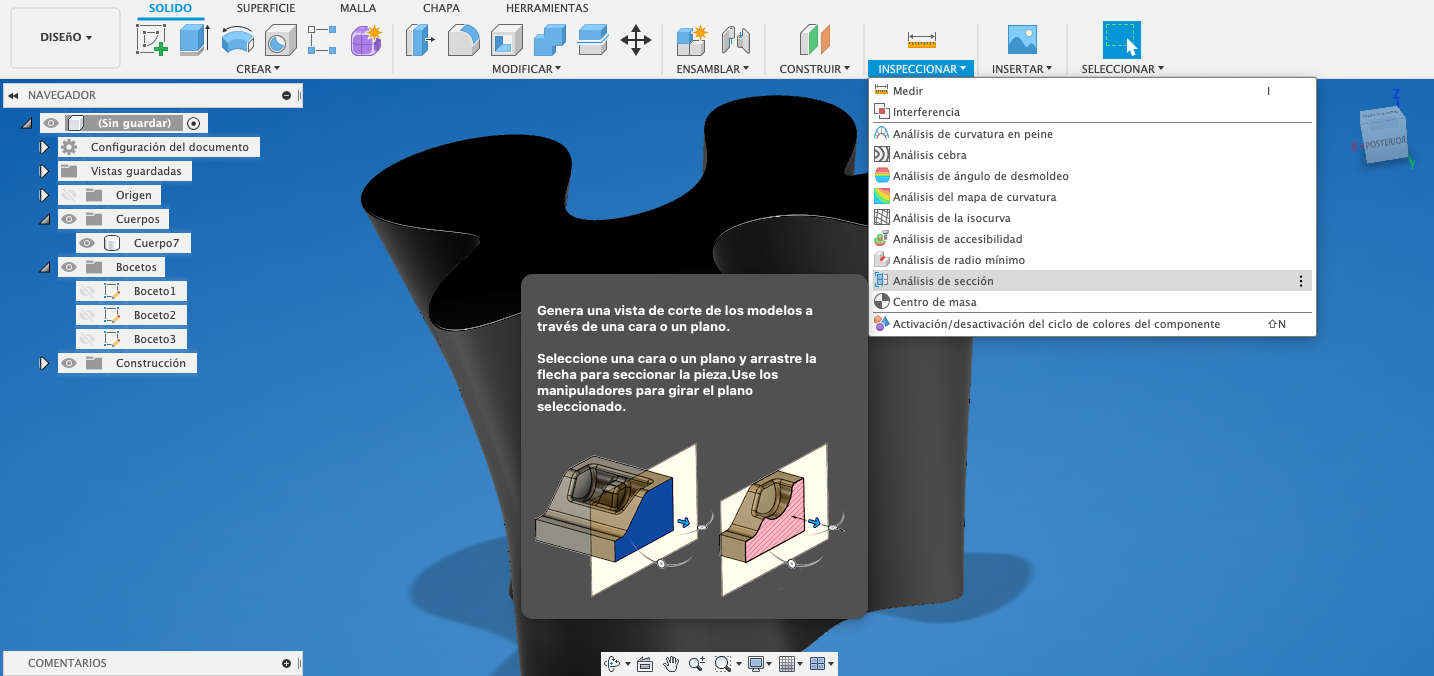 SOLIDO
SUPERFICIE
MALLA
CHAPA
HERRAMIENTAS
DISEñO
CREAR
MODIFICAR
ENSAMBLAR
CONSTRUIR
INSPECCIONAR
INSERTAR
SELECCIONAR
NAVEGADOR
(Sin guardar)
Configuración del documento
Vistas guardadas
Origen
Cuerpos
Cuerpo7
Bocetos
Boceto1
Boceto2
Boceto3
Construcción
Medir I
Interferencia
Análisis de curvatura en peine
Análisis cebra
Análisis de ángulo de desmoldeo
Análisis del mapa de curvatura
Análisis de la isocurva
Análisis de accesibilidad
Análisis de radio mínimo
Análisis de sección
Centro de masa
Activación/desactivación del ciclo de colores del componente ⇧N
Genera una vista de corte de los modelos a
través de una cara o un plano.
Seleccione una cara o un plano y arrastre la
flecha para seccionar la pieza.Use los
manipuladores para girar el plano
seleccionado.
Z
X
POSTERIOR
Y
COMENTARIOS